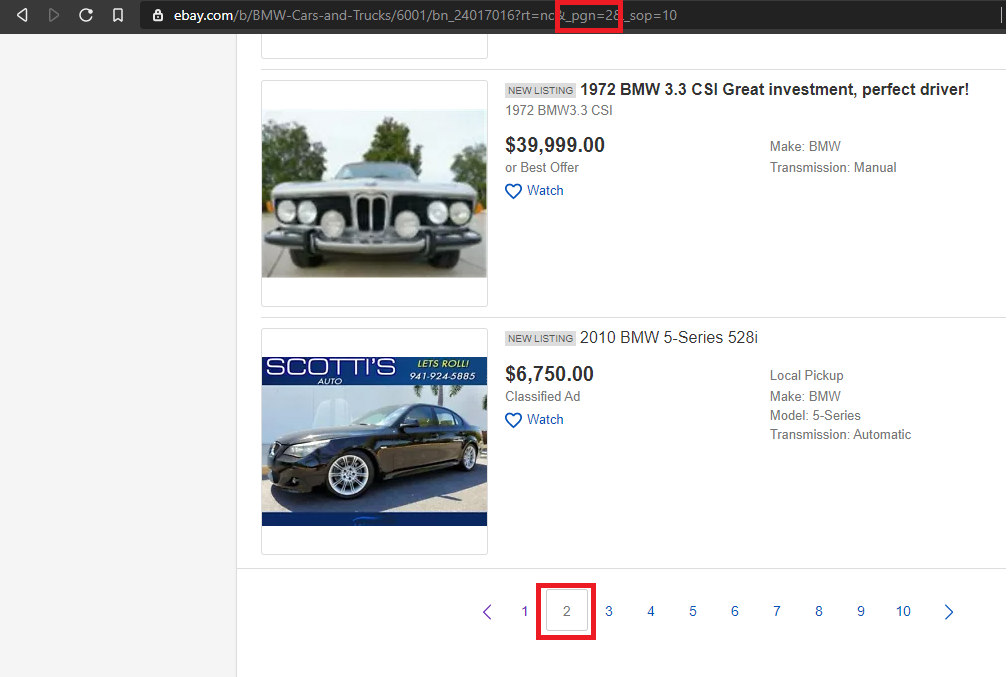 ebay.com/b/BMW-Cars-and-Trucks/6001/bn_24017016?rt=nc&_pgn=2&_sop=10
NEW LISTING 1972 BMW 3.3 CSI Great investment, perfect driver!
1972 BMW3.3 CSI
$39,999.00
or Best Offer
Watch
Make: BMW
Transmission: Manual
SCOTTI'S
AUTO
LETS ROLL!
941-924-5885
NEW LISTING 2010 BMW 5-Series 528i
$6,750.00
Classified Ad
Watch
Local Pickup
Make: BMW
Model: 5-Series
Transmission: Automatic
1 2 3 4 5 6 7 8 9 10